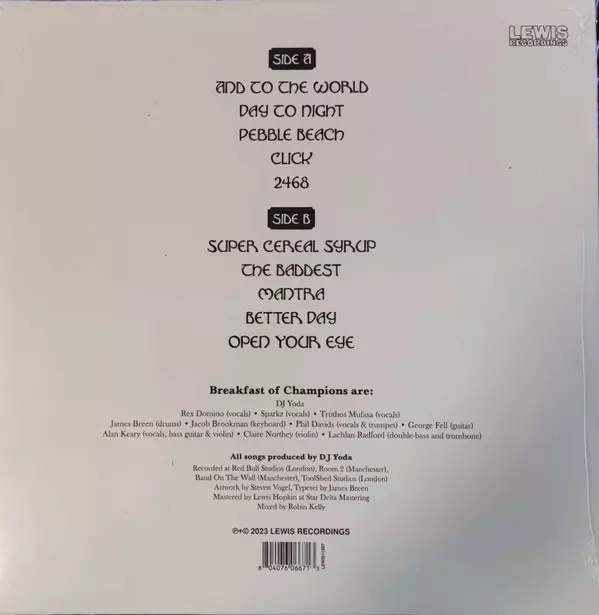 LEWIS
RECORDINGS
SIDE A
AND TO THE WORLD
DAY TO NIGHT
PEBBLE BEACH
CLICK
2468
SIDE B
SUPER CEREAL SYRUP
THE BADDEST
MANTRA
BETTER DAY
OPEN YOUR EYE
Breakfast of Champions are:
DJ Yoda
Rex Domino (vocals) • Sparkz (vocals) • Truthos Mufasa (vocals)
James Breen (drums) • Jacob Brookman (keyboard) • Phil Davids (vocals & trumpet) • George Fell (guitar)
Alan Keary (vocals, bass guitar & violin) • Claire Northey (violin) • Lachlan Radford (double-bass and trombone)
All songs produced by DJ Yoda
Recorded at Red Bull Studios (London), Room 2 (Manchester),
Band On The Wall (Manchester), ToolShed Studios (London)
Artwork by Steven Vogel, Typeset by James Breen
Mastered by Lewis Hopkin at Star Delta Mastering
Mixed by Robin Kelly
℗+© 2023 LEWIS RECORDINGS
8 04076 06671 3